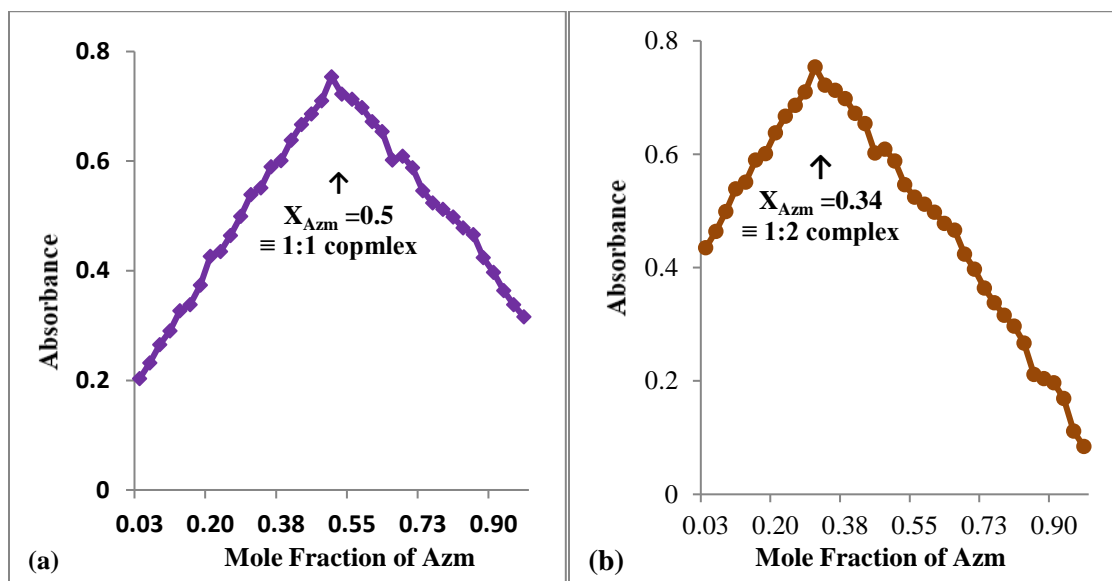 0.8
0.6
0.4
0.2
0
Absorbance
↑
XAzm =0.5
≡ 1:1 copmlex
0.03 0.20 0.38 0.55 0.73 0.90
Mole Fraction of Azm
(a)
0.8
0.6
0.4
0.2
0
Absorbance
↑
XAzm =0.34
≡ 1:2 complex
0.03 0.20 0.38 0.55 0.73 0.90
Mole Fraction of Azm
(b)